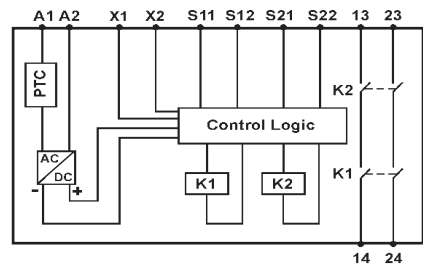 A1 A2 X1 X2 S11 S12 S21 S22 13 23
PTC
K2
Control Logic
AC
DC
K1
K1
K2
- +
14 24